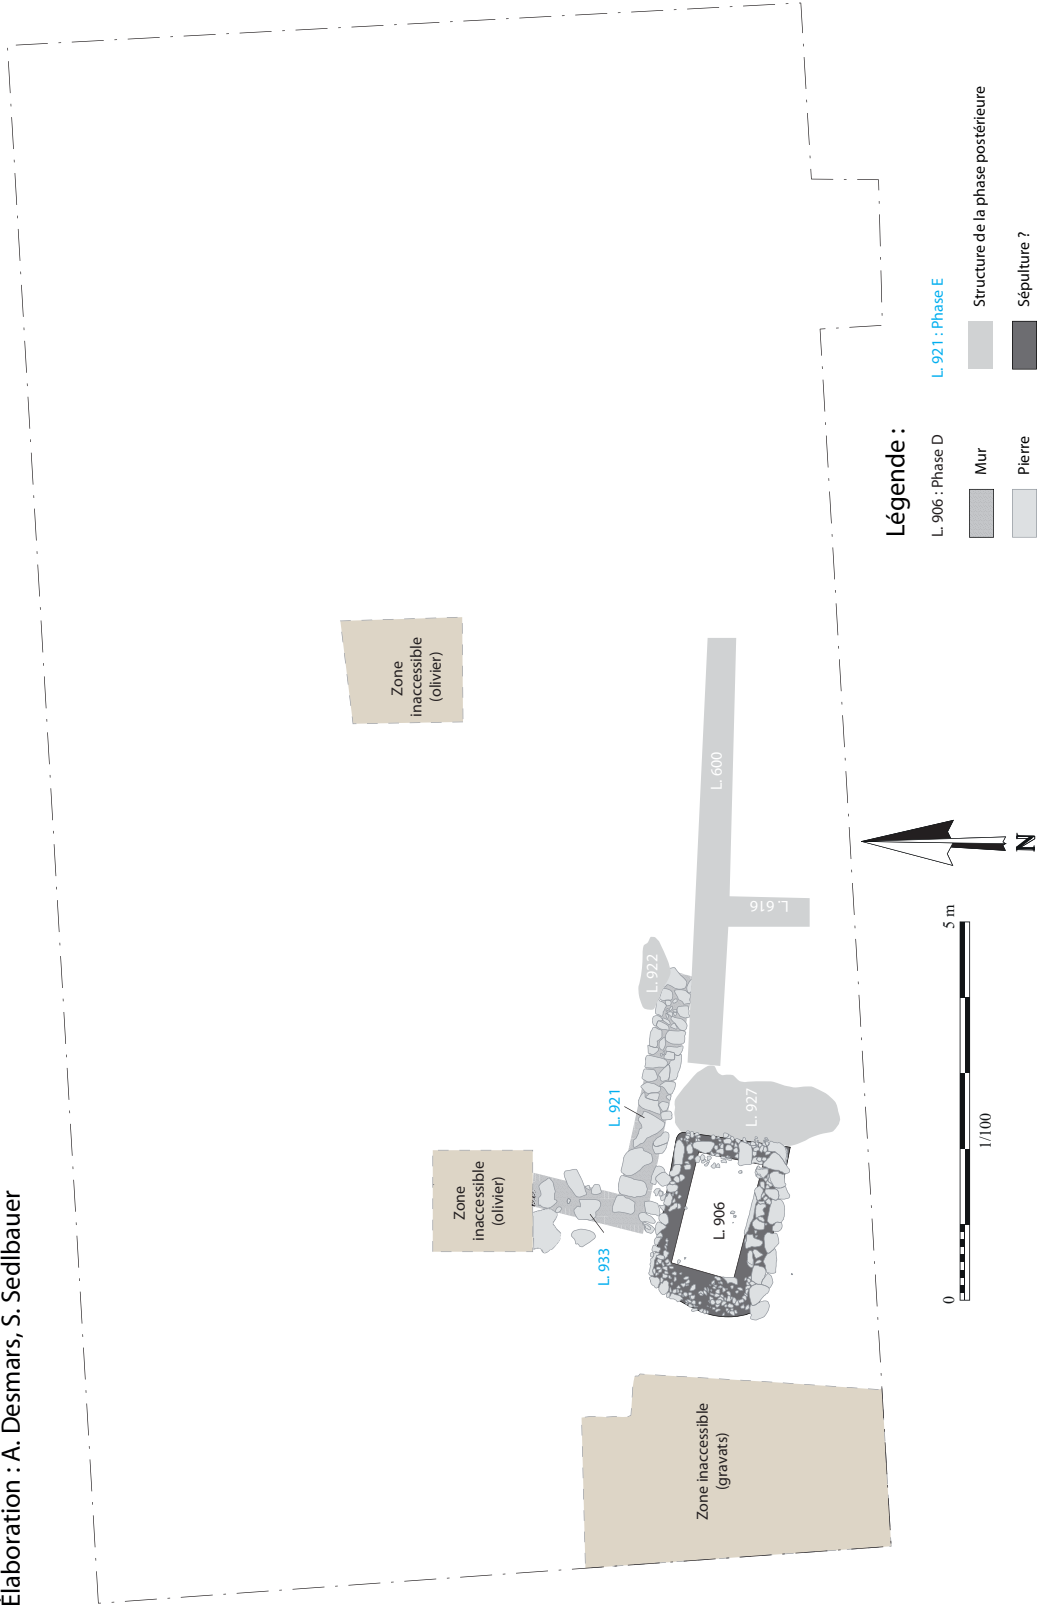 Élaboration : A. Desmars, S. Sedlbauer
Zone
inaccessible
(olivier)
Zone
inaccessible
(olivier)
L. 933
L. 921
L. 922
L. 600
L. 616
L. 927
L. 906
Zone inaccessible
(gravats)
0
5 m
1/100
N
Légende :
L. 906 : Phase D
L. 921 : Phase E
Mur
Structure de la phase postérieure
Pierre
Sépulture ?